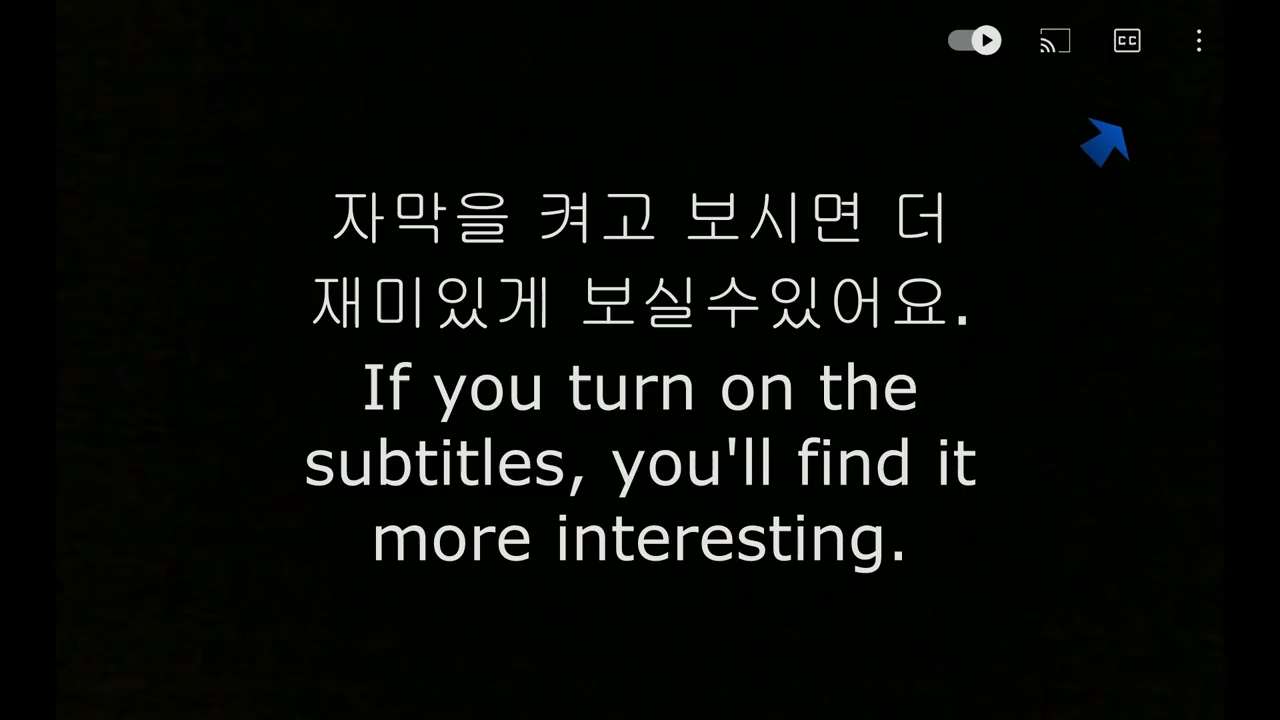 CC
자막을 켜고 보시면 더
재미있게 보실수있어요.
If you turn on the
subtitles, you'll find it
more interesting.